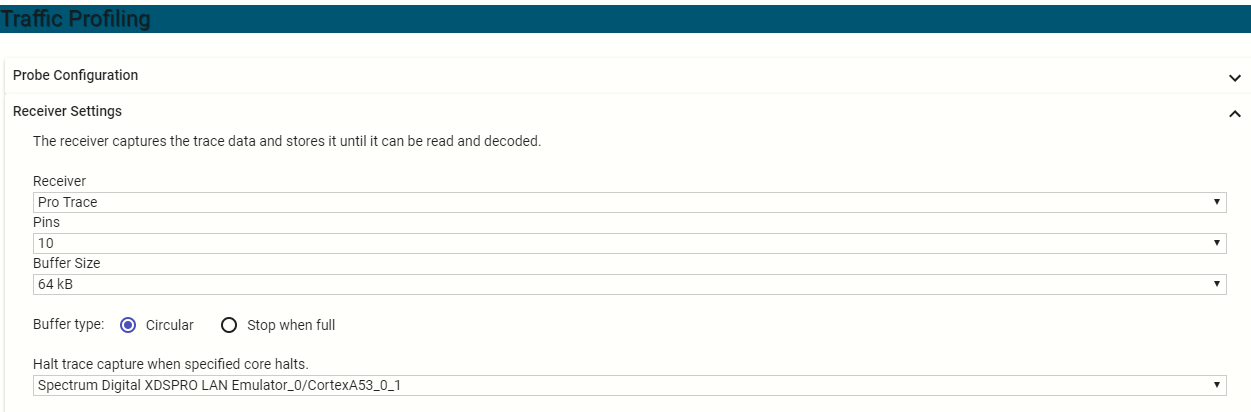 Traffic Profiling
Probe Configuration
Receiver Settings
The receiver captures the trace data and stores it until it can be read and decoded.
Receiver
Pro Trace
Pins
10
Buffer Size
64 kB
Buffer type: Circular Stop when full
Halt trace capture when specified core halts.
Spectrum Digital XDSPRO LAN Emulator_0/CortexA53_0_1